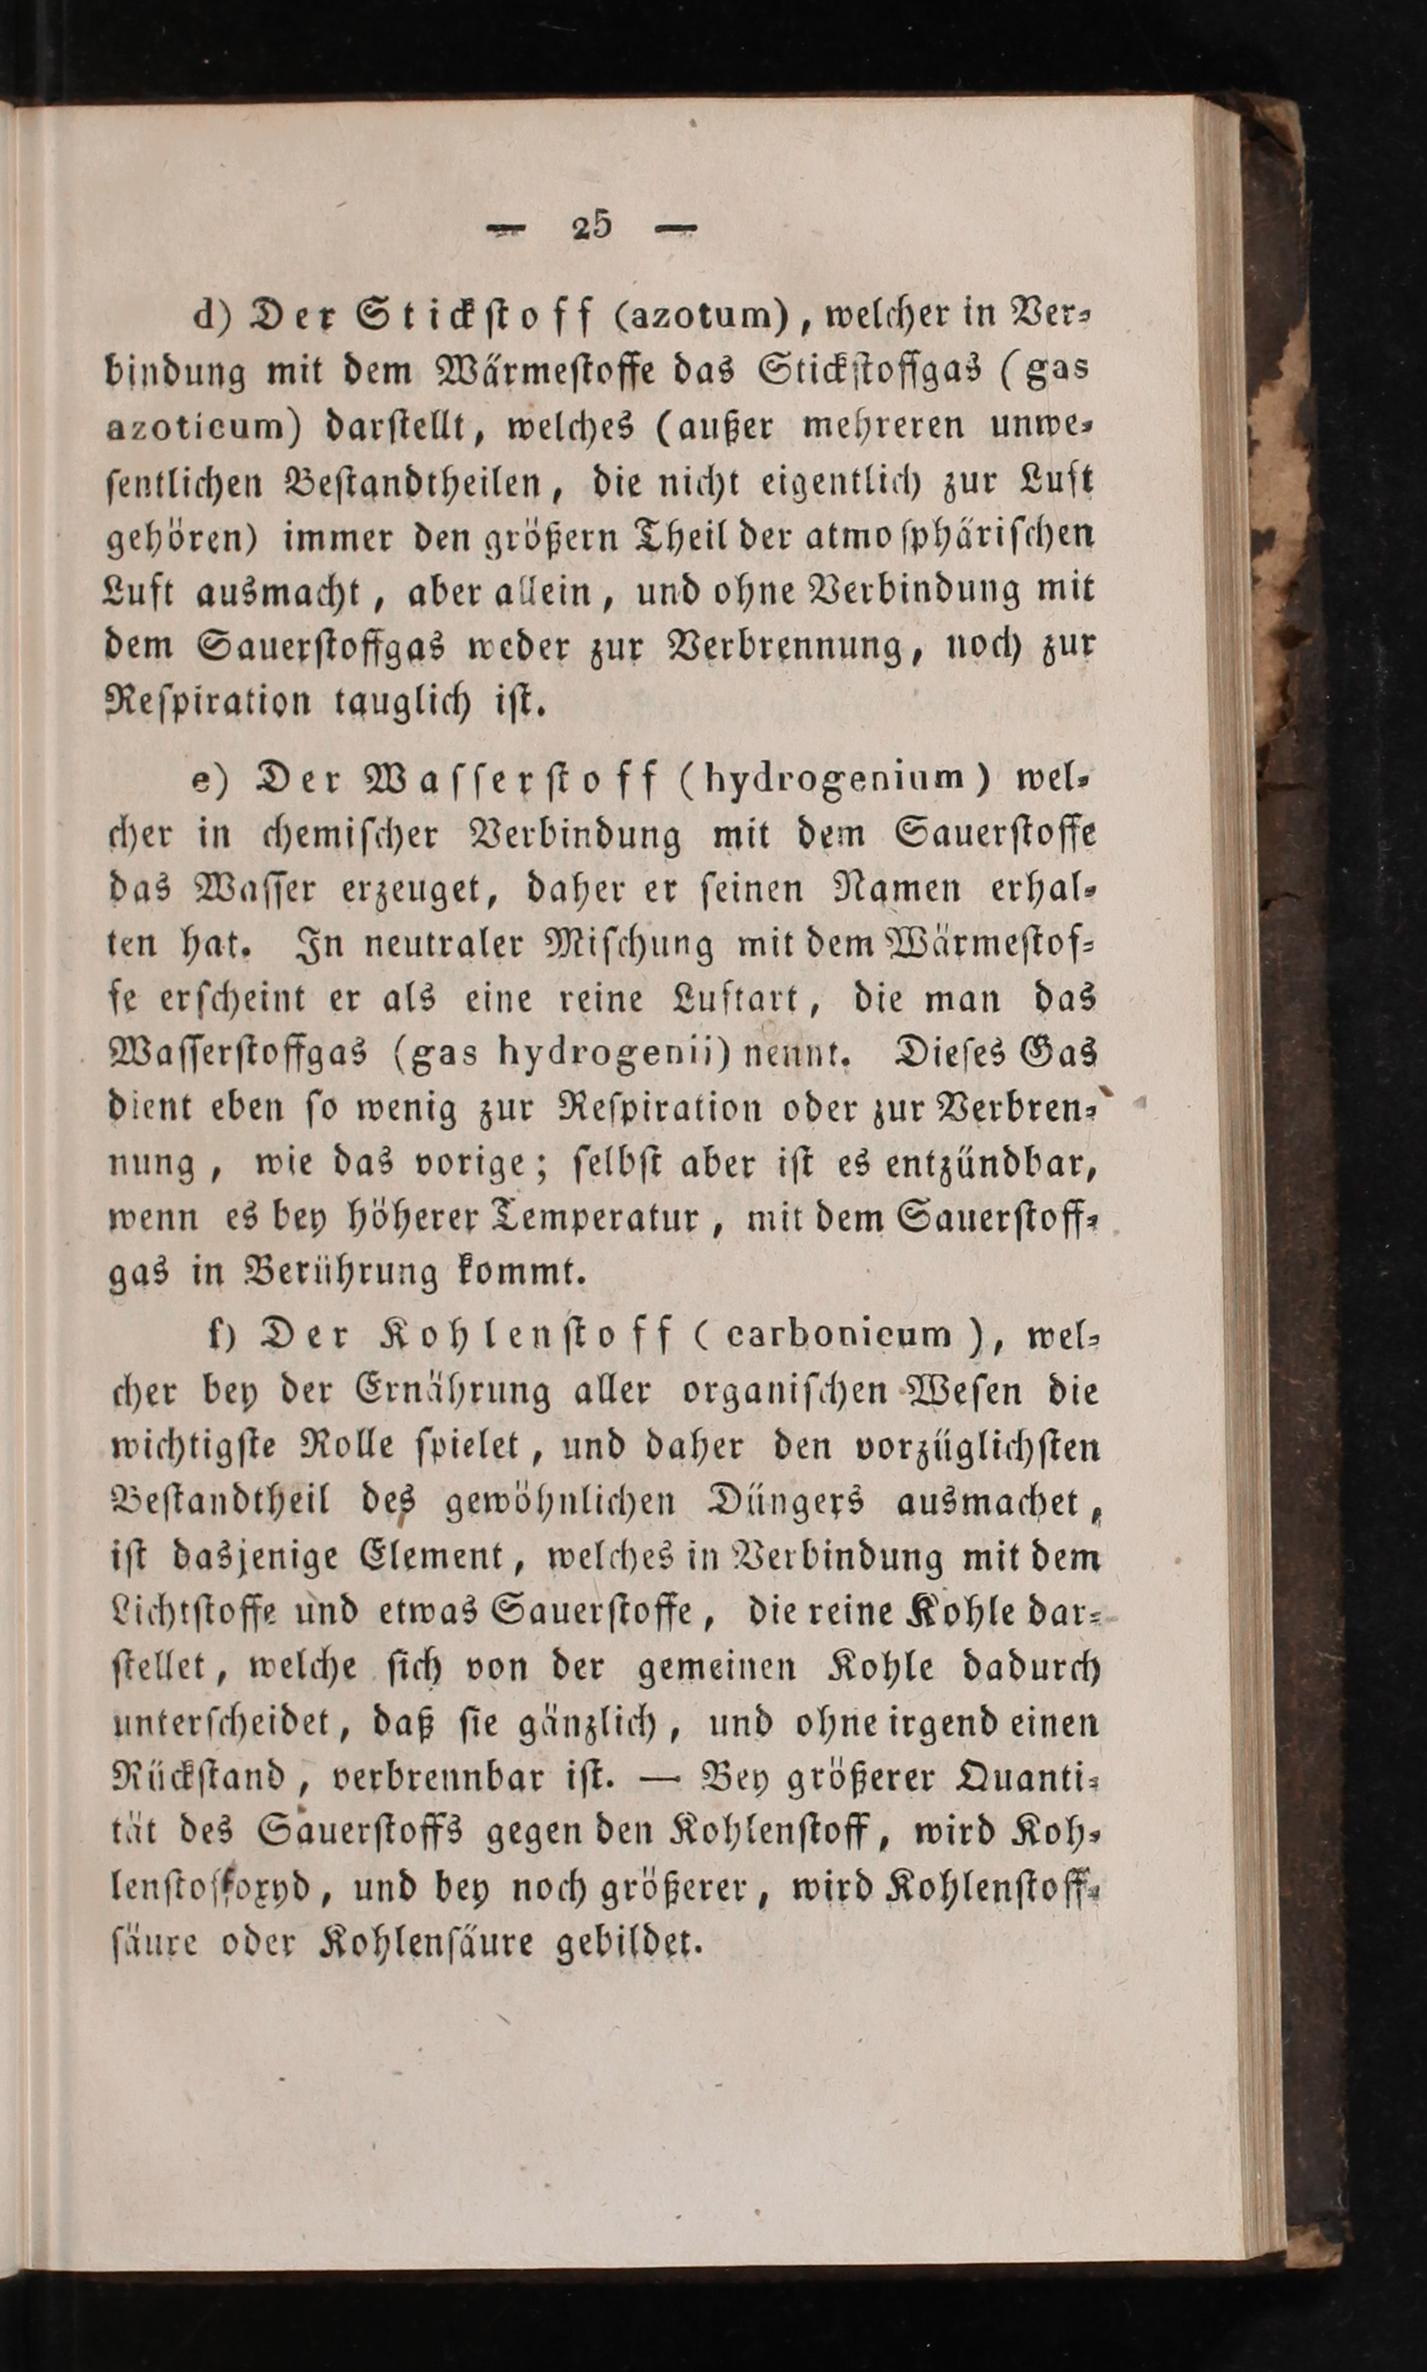 — 25 —
d) Der Stickſtoff (azotum), welcher in Ver⸗
bindung mit dem Wärmeſtoffe das Stickſtoffgas (gas
azoticum) darſtellt, welches (außer mehreren unwe⸗
ſentlichen Beſtandtheilen, die nicht eigentlich zur Luft
gehören) immer den größern Theil der atmoſphäriſchen
Luft ausmacht, aber allein, und ohne Verbindung mit
dem Sauerſtoffgas weder zur Verbrennung, noch zur
Reſpiration tauglich iſt.
e) Der Waſſerſtoff (hydrogenium) wel⸗
cher in chemiſcher Verbindung mit dem Sauerſtoffe
das Waſſer erzeuget, daher er ſeinen Namen erhal⸗
ten hat. In neutraler Miſchung mit dem Wärmeſtof⸗
fe erſcheint er als eine reine Luftart, die man das
Waſſerſtoffgas (gas hydrogenii) nennt. Dieſes Gas
dient eben ſo wenig zur Reſpiration oder zur Verbren⸗
nung, wie das vorige; ſelbſt aber iſt es entzündbar,
wenn es bey höherer Temperatur, mit dem Sauerſtoff⸗
gas in Berührung kommt.
f) Der Kohlenſtoff (carbonicum), wel⸗
cher bey der Ernährung aller organiſchen Weſen die
wichtigſte Rolle ſpielet, und daher den vorzüglichſten
Beſtandtheil des gewöhnlichen Düngers ausmachet,
iſt dasjenige Element, welches in Verbindung mit dem
Lichtſtoffe und etwas Sauerſtoffe, die reine Kohle dar⸗
ſtellet, welche ſich von der gemeinen Kohle dadurch
unterſcheidet, daß ſie gänzlich, und ohne irgend einen
Rückſtand, verbrennbar iſt. — Bey größerer Quanti⸗
tät des Sauerſtoffs gegen den Kohlenſtoff, wird Koh⸗
lenſtoffoxyd, und bey noch größerer, wird Kohlenſtoff⸗
ſäure oder Kohlenſäure gebildet.